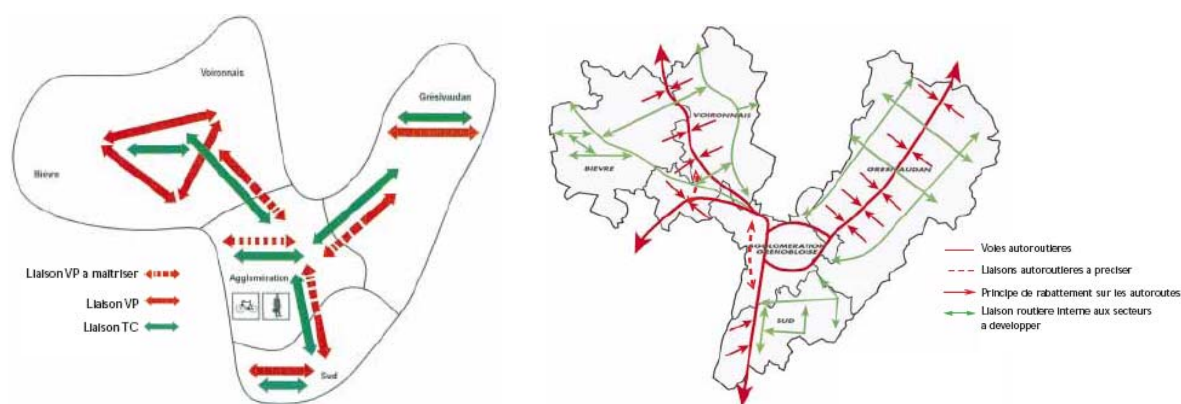 Voironnais
Grésivaudan
Bièvre
Agglomération
Sud
Liaison VP a maîtriser
Liaison VP
Liaison TC
VOIRONNAIS
BIEVRE
GRESIVAUDAN
AGGLOMERATION
GRENOBLOISE
SUD
Voies autoroutieres
Liaisons autoroutieres a preciser
Principe de rabattement sur les autoroutes
Liaison routiere interne aux secteurs
a developper